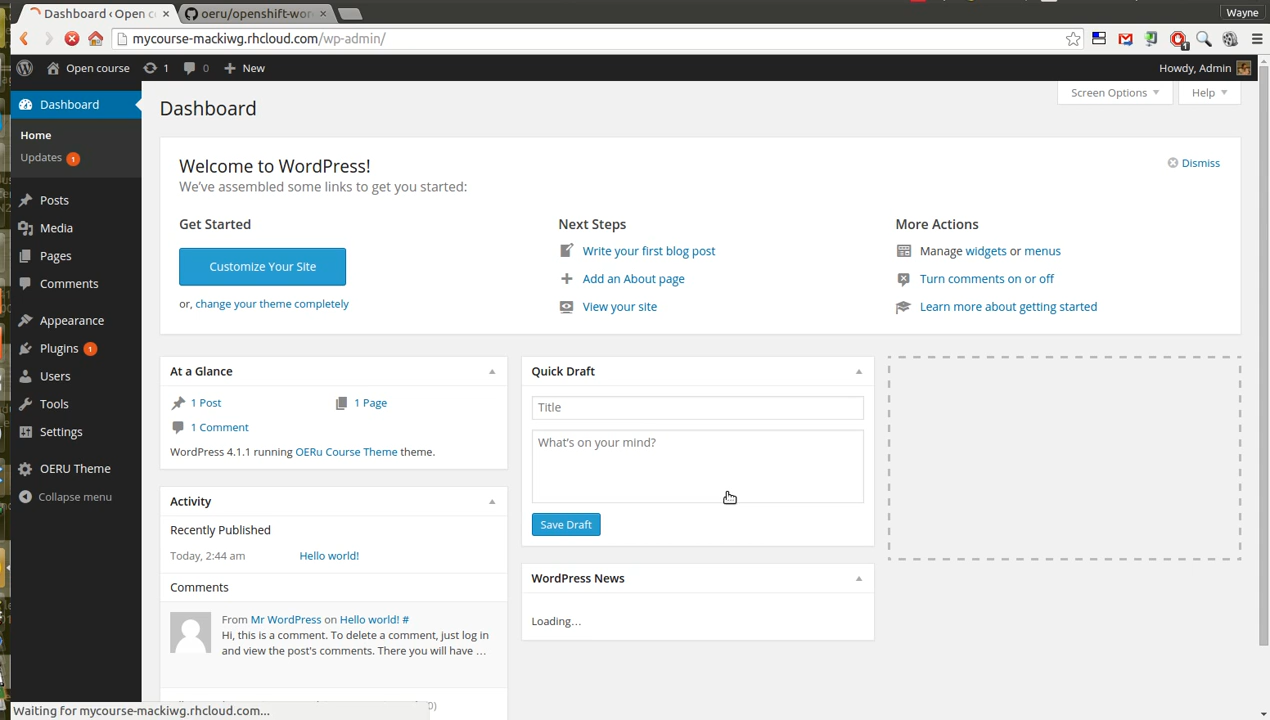 Dashboard ‹ Open c
oeru/openshift-wor
Wayne
mycourse-mackiwg.rhcloud.com/wp-admin/
1
Open course
1
0
New
Howdy, Admin
Dashboard
Home
Updates 1
Posts
Media
Pages
Comments
Appearance
Plugins 1
Users
Tools
Settings
OERU Theme
Collapse menu
Dashboard
Screen Options
Help
Welcome to WordPress!
We've assembled some links to get you started:
Dismiss
Get Started
Customize Your Site
or, change your theme completely
Next Steps
Write your first blog post
Add an About page
View your site
More Actions
Manage widgets or menus
Turn comments on or off
Learn more about getting started
At a Glance
1 Post
1 Page
1 Comment
WordPress 4.1.1 running OERu Course Theme theme.
Activity
Recently Published
Today, 2:44 am
Hello world!
Comments
From Mr WordPress on Hello world! #
Hi, this is a comment. To delete a comment, just log in
and view the post's comments. There you will have …
Quick Draft
Title
What's on your mind?
Save Draft
WordPress News
Loading…
Waiting for mycourse-mackiwg.rhcloud.com...